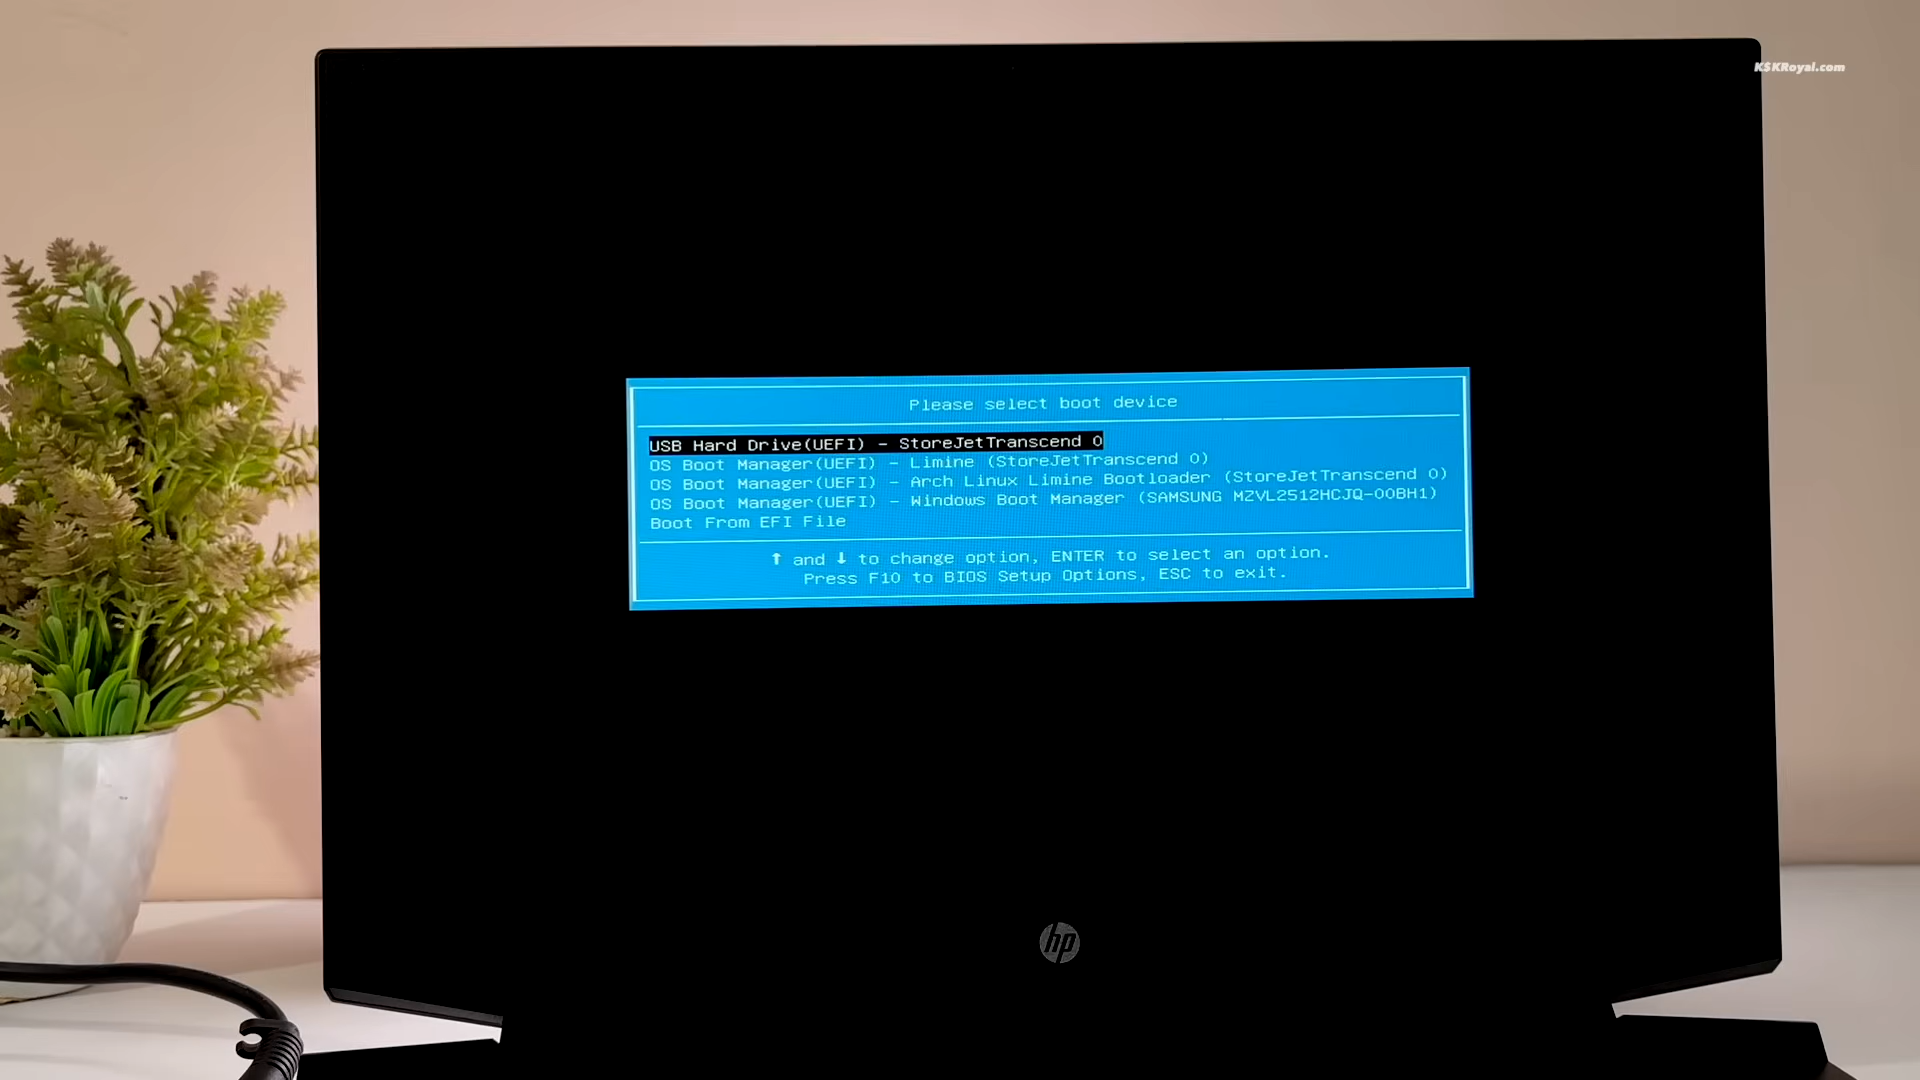 KSKRoyal.com
Please select boot device
USB Hard Drive(UEFI) - StoreJetTranscend 0
OS Boot Manager(UEFI) - Limine (StoreJetTranscend 0)
OS Boot Manager(UEFI) - Arch Linux Limine Bootloader (StoreJetTranscend 0)
OS Boot Manager(UEFI) - Windows Boot Manager (SAMSUNG MZVL2512HCJQ-00BH1)
Boot From EFI File
↑ and ↓ to change option, ENTER to select an option.
Press F10 to BIOS Setup Options, ESC to exit.
hp